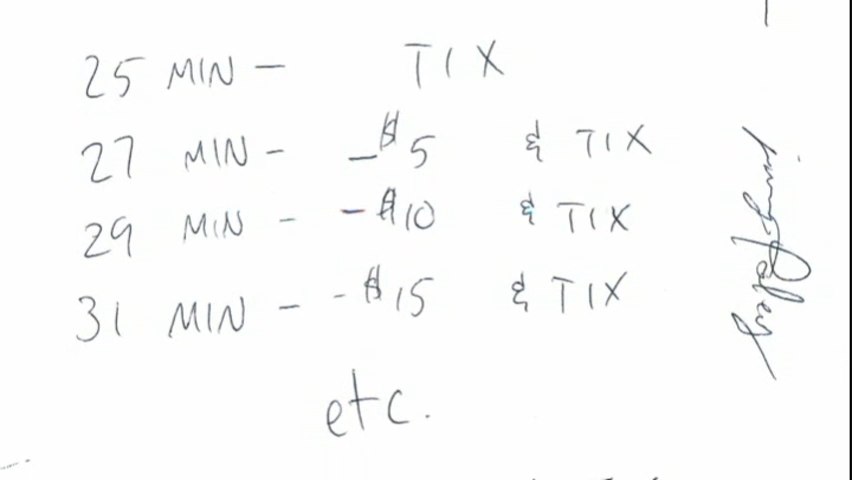 25 MIN - TIX
27 MIN - -$5 & TIX
29 MIN - -$10 & TIX
31 MIN - -$15 & TIX
etc.